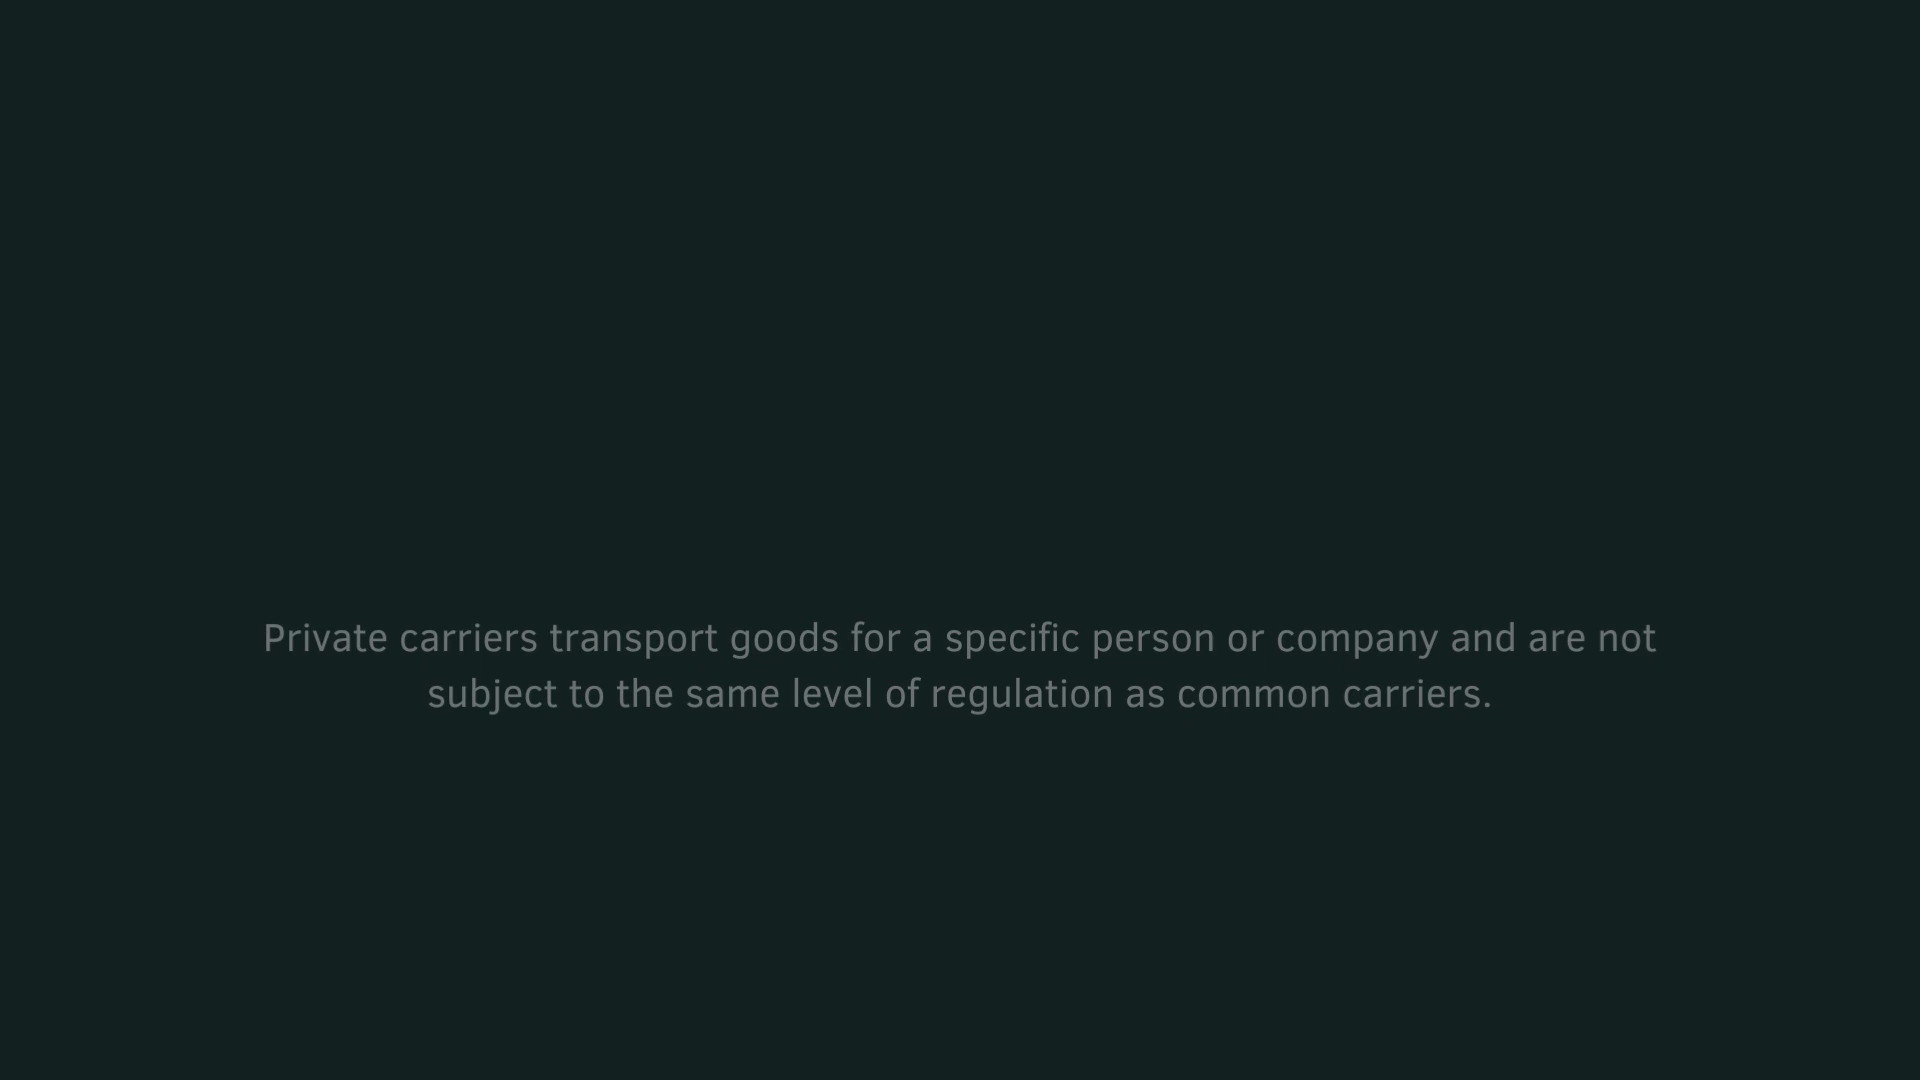 Private carriers transport goods for a specific person or company and are not
subject to the same level of regulation as common carriers.